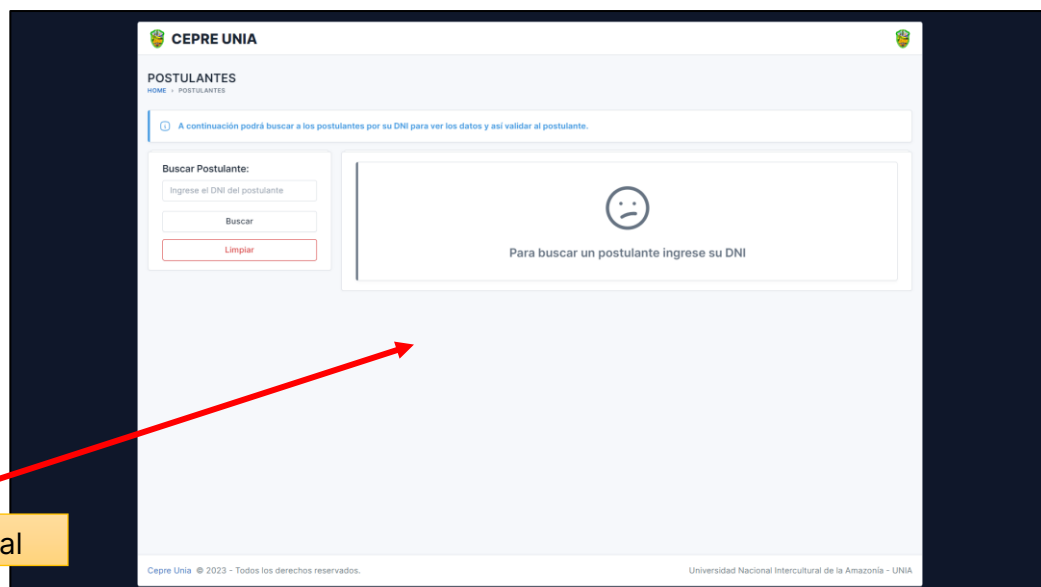 CEPRE UNIA
POSTULANTES
HOME › POSTULANTES
A continuación podrá buscar a los postulantes por su DNI para ver los datos y así validar al postulante.
Buscar Postulante:
Ingrese el DNI del postulante
Buscar
Limpiar
Para buscar un postulante ingrese su DNI
al
Cepre Unia © 2023 - Todos los derechos reservados.
Universidad Nacional Intercultural de la Amazonía - UNIA